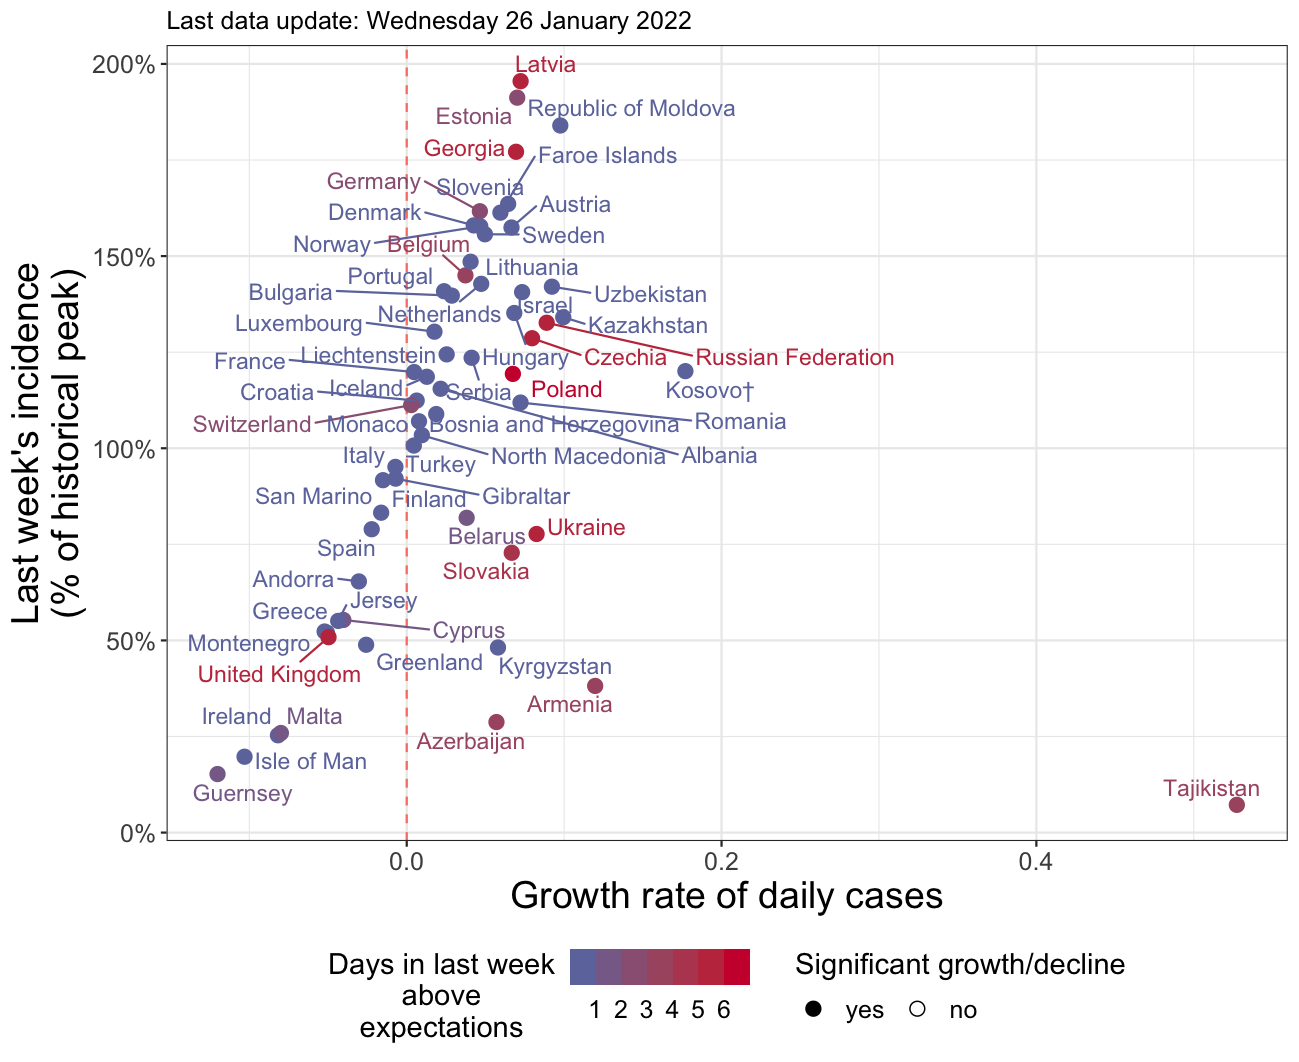 Last data update: Wednesday 26 January 2022
200%
Latvia
Republic of Moldova
Estonia
Georgia
Faroe Islands
Germany
Slovenia
Denmark
Austria
Norway
Belgium
Sweden
150%
Lithuania
Portugal
Bulgaria
Uzbekistan
Netherlands
Israel
Luxembourg
Kazakhstan
France
Liechtenstein
Hungary
Czechia
Russian Federation
Croatia
Iceland
Serbia
Poland
Kosovo†
Switzerland
Monaco
Bosnia and Herzegovina
Romania
100%
Italy
Turkey
North Macedonia
Albania
San Marino
Finland
Gibraltar
Spain
Belarus
Ukraine
Slovakia
Andorra
Greece
Jersey
Cyprus
50%
Montenegro
United Kingdom
Greenland
Kyrgyzstan
Armenia
Ireland
Malta
Azerbaijan
Isle of Man
Guernsey
Tajikistan
0%
Last week's incidence
(% of historical peak)
0.0
0.2
0.4
Growth rate of daily cases
Days in last week
above
expectations
1 2 3 4 5 6
Significant growth/decline
yes
no